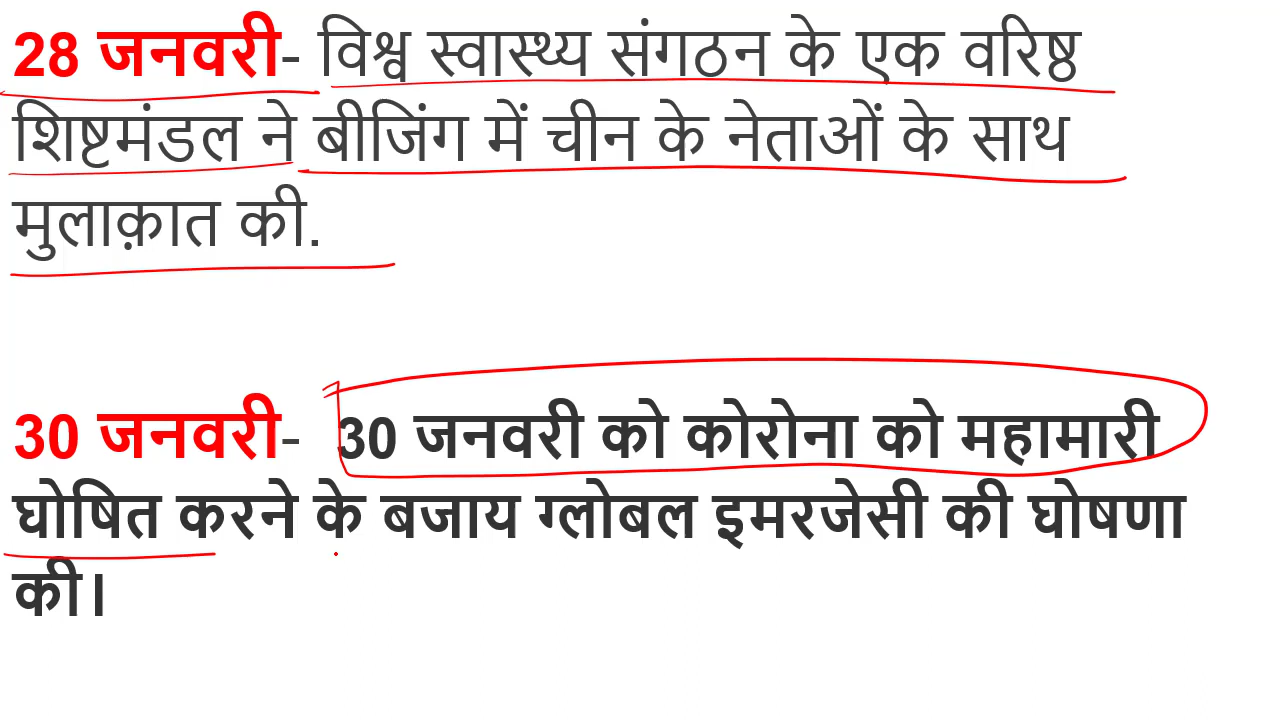 28 जनवरी- विश्व स्वास्थ्य संगठन के एक वरिष्ठ
शिष्टमंडल ने बीजिंग में चीन के नेताओं के साथ
मुलाक़ात की.
30 जनवरी- 30 जनवरी को कोरोना को महामारी
घोषित करने के बजाय ग्लोबल इमरजेसी की घोषणा
की।